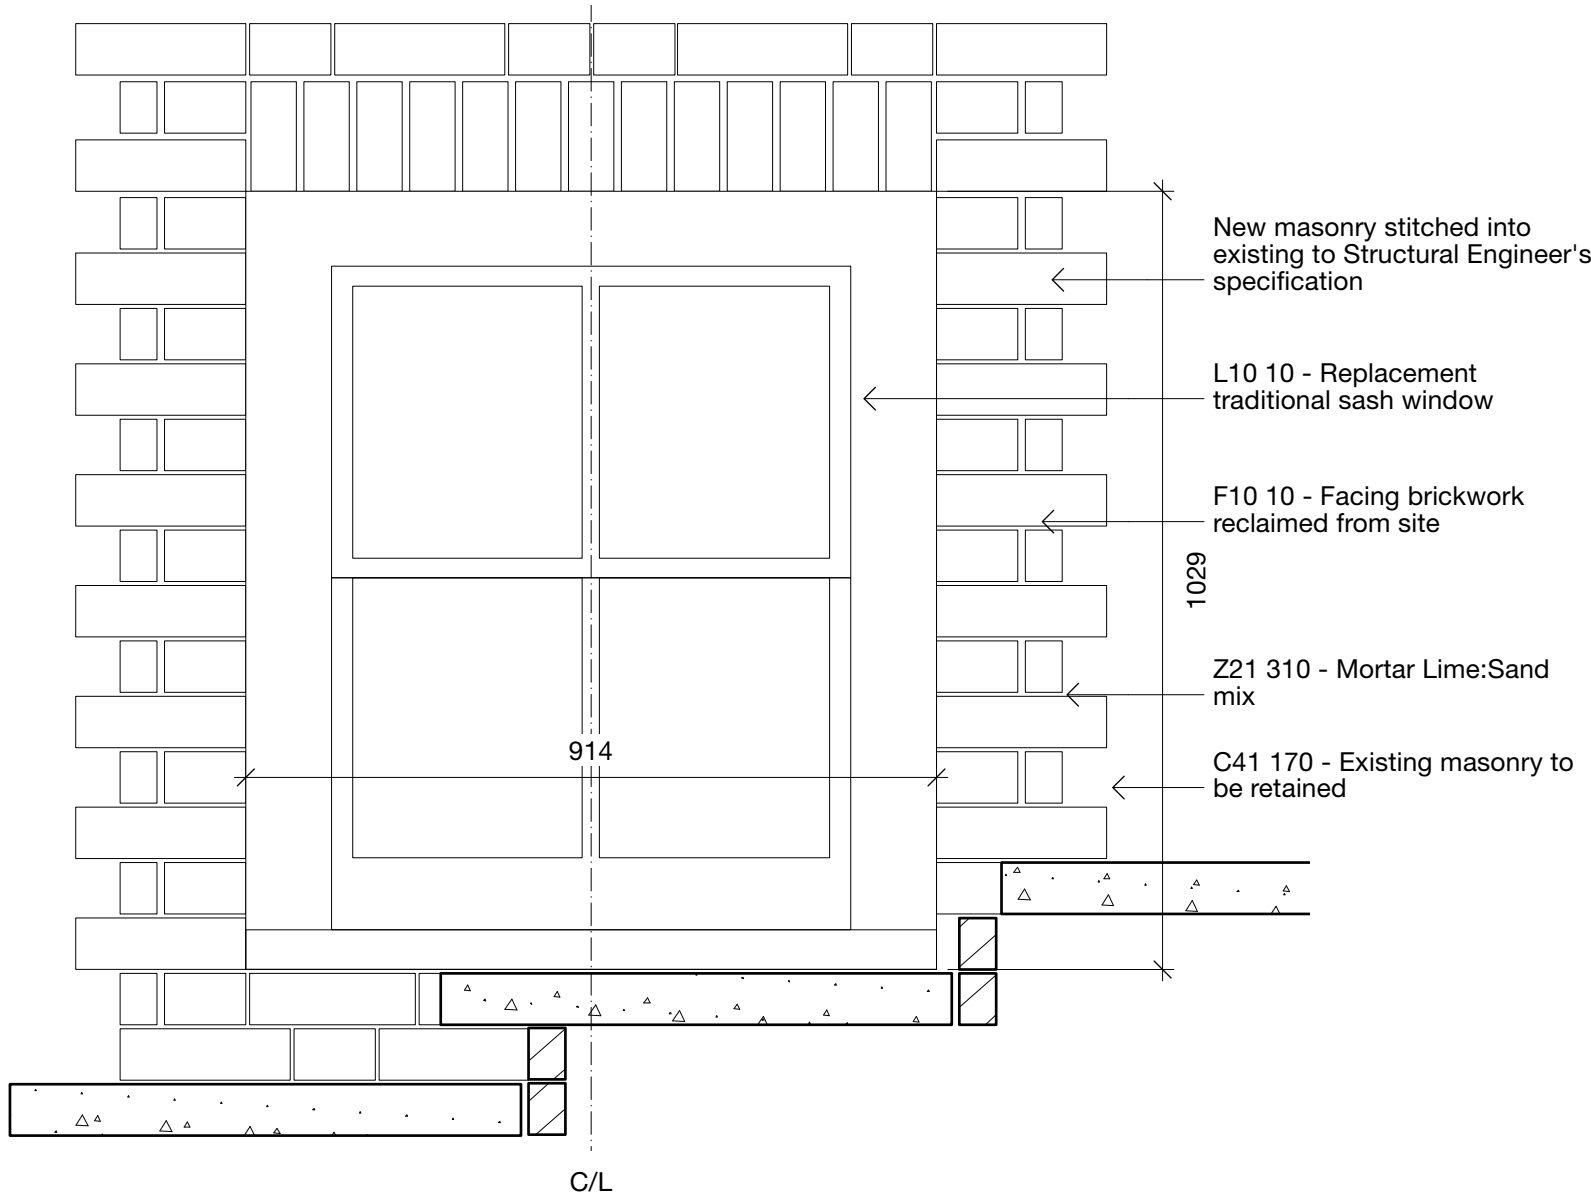 New masonry stitched into
existing to Structural Engineer's
specification
L10 10 - Replacement
traditional sash window
F10 10 - Facing brickwork
reclaimed from site
1029
Z21 310 - Mortar Lime:Sand
mix
914
C41 170 - Existing masonry to
be retained
C/L